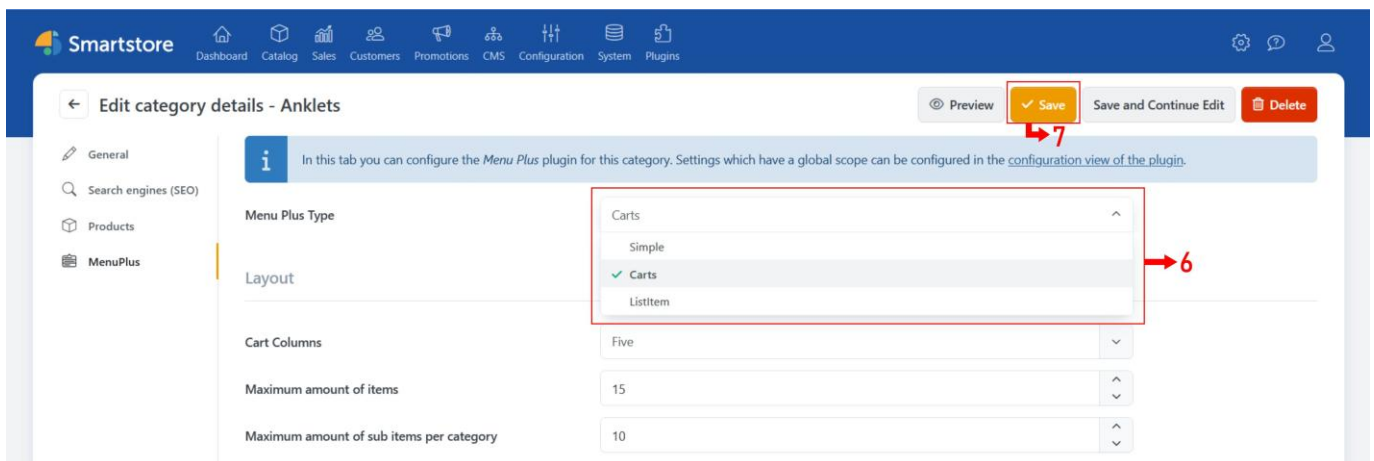 Smartstore
Dashboard Catalog Sales Customers Promotions CMS Configuration System Plugins
Edit category details - Anklets
Preview
Save
Save and Continue Edit
Delete
7
General
Search engines (SEO)
Products
MenuPlus
i
In this tab you can configure the Menu Plus plugin for this category. Settings which have a global scope can be configured in the configuration view of the plugin.
Menu Plus Type
Carts
Simple
Carts
ListItem
6
Layout
Cart Columns
Five
Maximum amount of items
15
Maximum amount of sub items per category
10